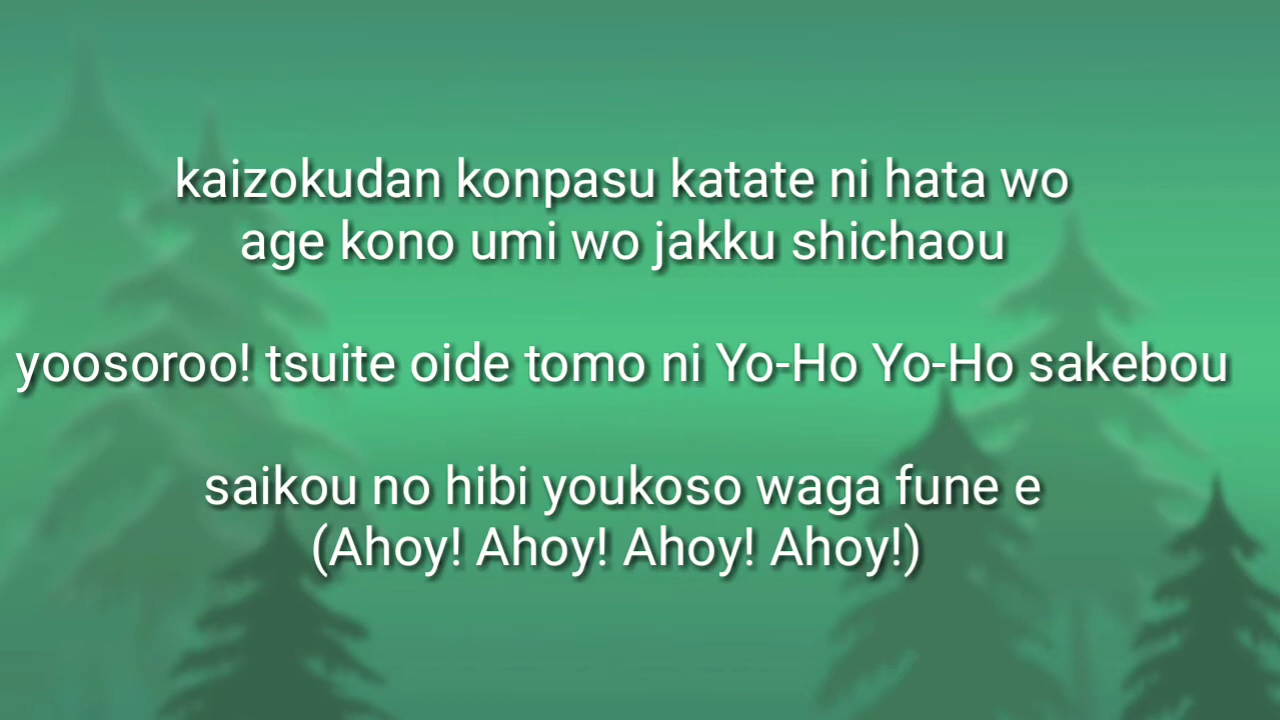 kaizokudan konpasu katate ni hata wo
age kono umi wo jakku shichaou
yoosoroo! tsuite oide tomo ni Yo-Ho Yo-Ho sakebou
saikou no hibi youkoso waga fune e
(Ahoy! Ahoy! Ahoy! Ahoy!)